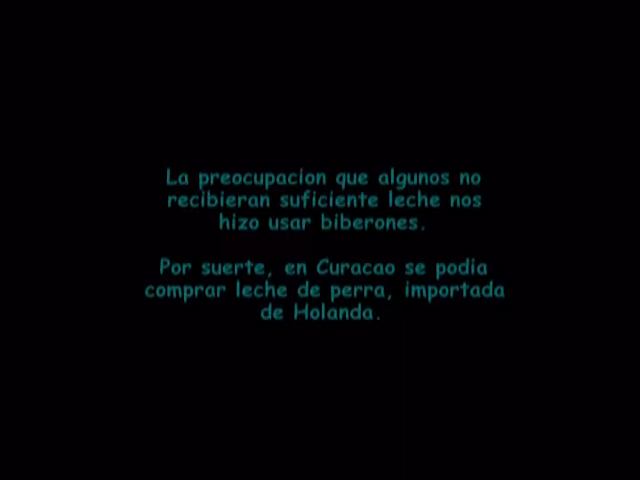 La preocupacion que algunos no
recibieran suficiente leche nos
hizo usar biberones.
Por suerte, en Curacao se podia
comprar leche de perra, importada
de Holanda.